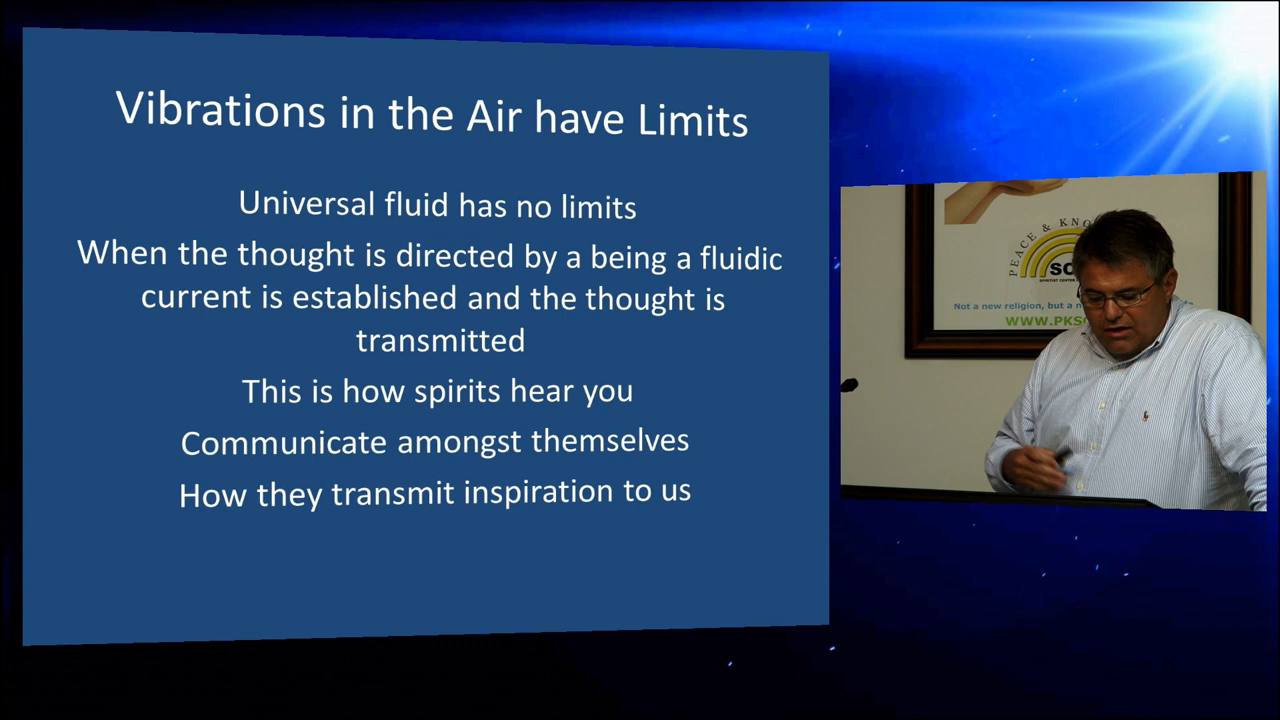 Vibrations in the Air have Limits
Universal fluid has no limits
When the thought is directed by a being a fluidic
current is established and the thought is
transmitted
This is how spirits hear you
Communicate amongst themselves
How they transmit inspiration to us
PEACE & KNO
SPIRITIST CENTER
Not a new religion, but a
WWW.PKS